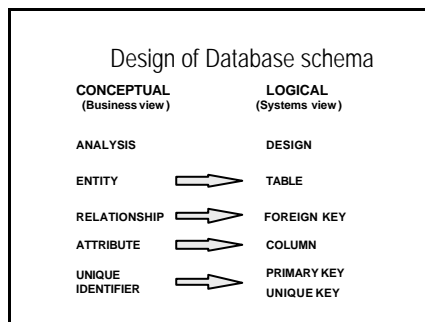 Design of Database schema
CONCEPTUAL LOGICAL
(Business view) (Systems view)
ANALYSIS DESIGN
ENTITY TABLE
RELATIONSHIP FOREIGN KEY
ATTRIBUTE COLUMN
UNIQUE IDENTIFIER PRIMARY KEY
UNIQUE KEY